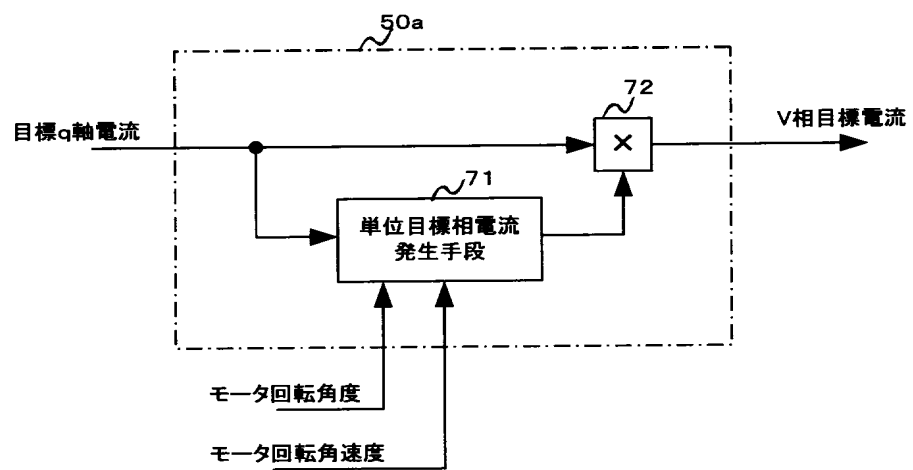 50a
72
目標q軸電流
V相目標電流
×
71
単位目標相電流
発生手段
モータ回転角度
モータ回転角速度